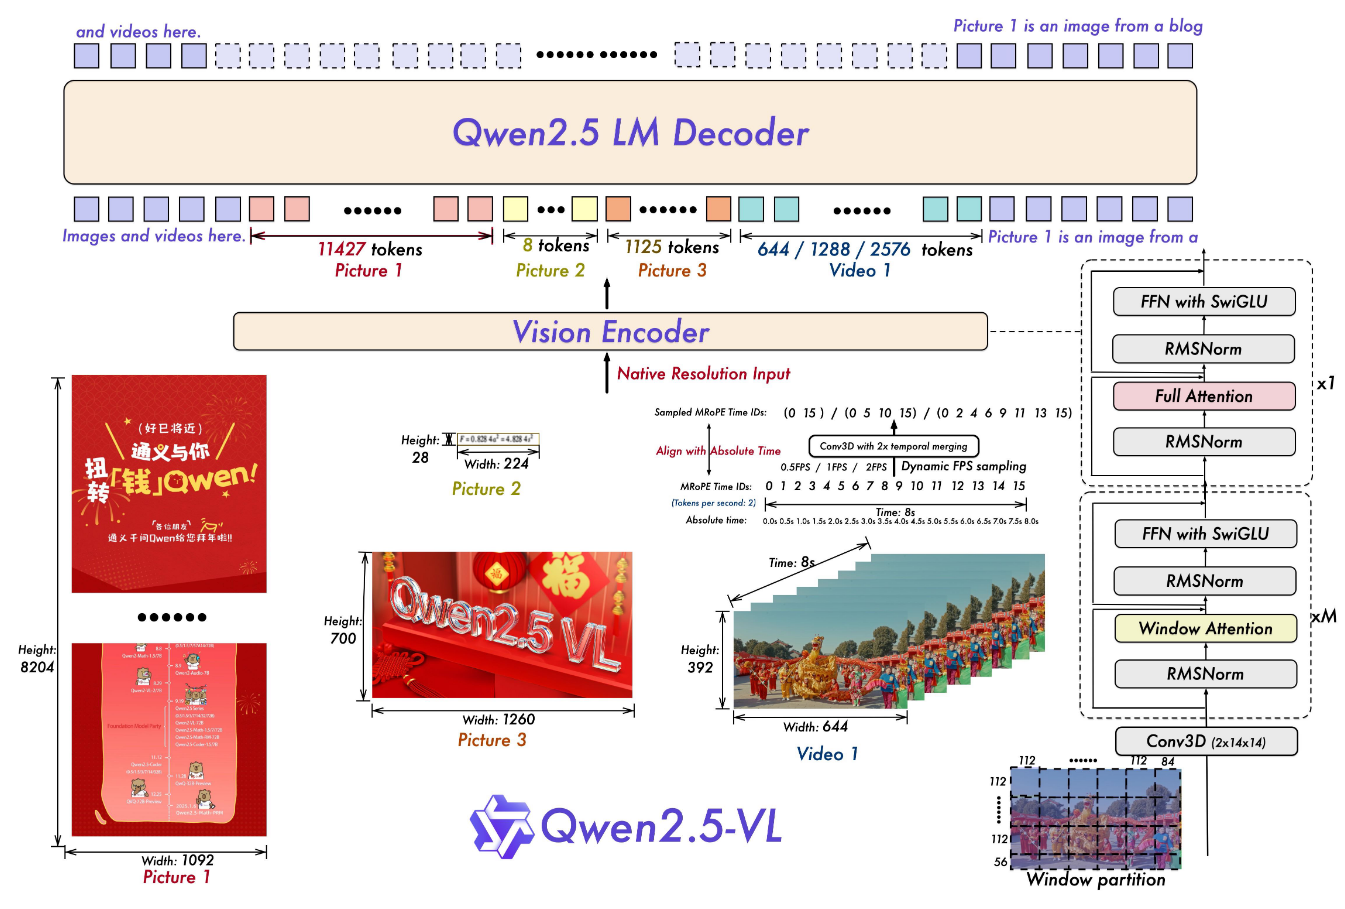 and videos here.
Picture 1 is an image from a blog
Qwen2.5 LM Decoder
Images and videos here.
11427 tokens
Picture 1
8 tokens
Picture 2
1125 tokens
Picture 3
644 / 1288 / 2576 tokens
Video 1
Picture 1 is an image from a
Vision Encoder
Native Resolution Input
FFN with SwiGLU
RMSNorm
Full Attention
RMSNorm
x1
FFN with SwiGLU
RMSNorm
Window Attention
RMSNorm
xM
Conv3D (2x14x14)
112
112
84
112
112
56
Window partition
Height:
8204
(好已将近)
通义与你
扭转
「钱」Qwen!
各位朋友
通义千问Qwen给您拜年啦!!
Foundation Model Party
Width: 1092
Picture 1
Height:
28
F = 0.828 4a² = 4.828 4s²
Width: 224
Picture 2
Height:
700
福
Qwen2.5 VL
Width: 1260
Picture 3
Sampled MRoPE Time IDs:
(0 15 ) / (0 5 10 15) / (0 2 4 6 9 11 13 15)
Align with Absolute Time
Conv3D with 2x temporal merging
0.5FPS / 1FPS / 2FPS
Dynamic FPS sampling
MRoPE Time IDs:
0 1 2 3 4 5 6 7 8 9 10 11 12 13 14 15
(Tokens per second: 2)
Time: 8s
Absolute time:
0.0s 0.5s 1.0s 1.5s 2.0s 2.5s 3.0s 3.5s 4.0s 4.5s 5.0s 5.5s 6.0s 6.5s 7.0s 7.5s 8.0s
Time: 8s
Height:
392
Width: 644
Video 1
Qwen2.5-VL